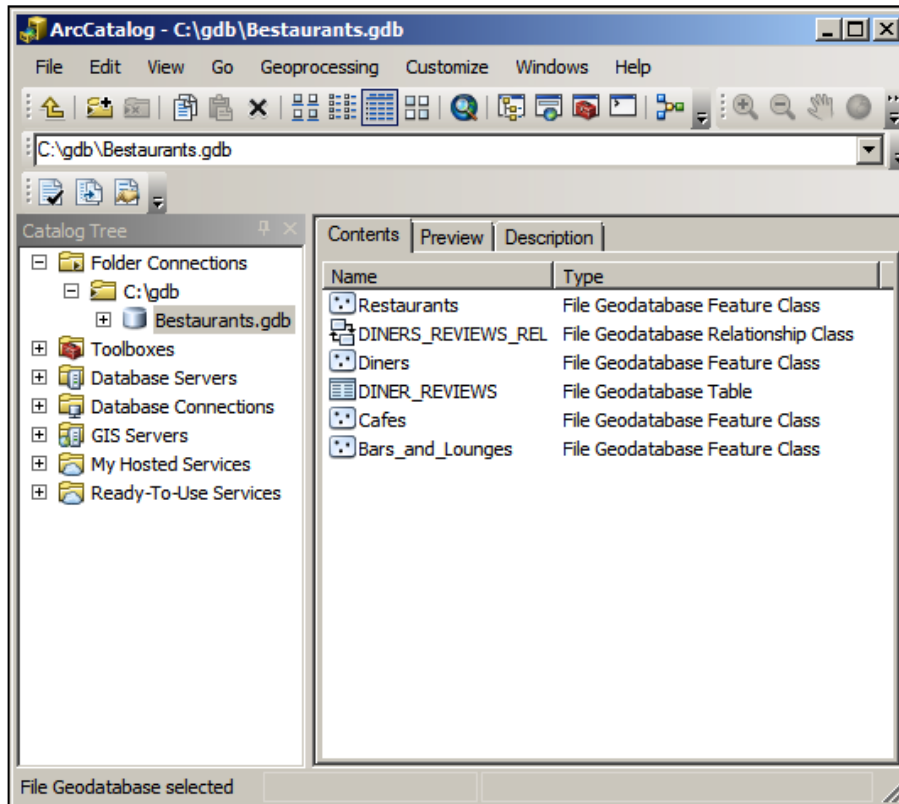 ArcCatalog - C:\gdb\Bestaurants.gdb
File Edit View Go Geoprocessing Customize Windows Help
C:\gdb\Bestaurants.gdb
Catalog Tree
Folder Connections
C:\gdb
Bestaurants.gdb
Toolboxes
Database Servers
Database Connections
GIS Servers
My Hosted Services
Ready-To-Use Services
Contents Preview Description
Name Type
Restaurants File Geodatabase Feature Class
DINERS_REVIEWS_REL File Geodatabase Relationship Class
Diners File Geodatabase Feature Class
DINER_REVIEWS File Geodatabase Table
Cafes File Geodatabase Feature Class
Bars_and_Lounges File Geodatabase Feature Class
File Geodatabase selected